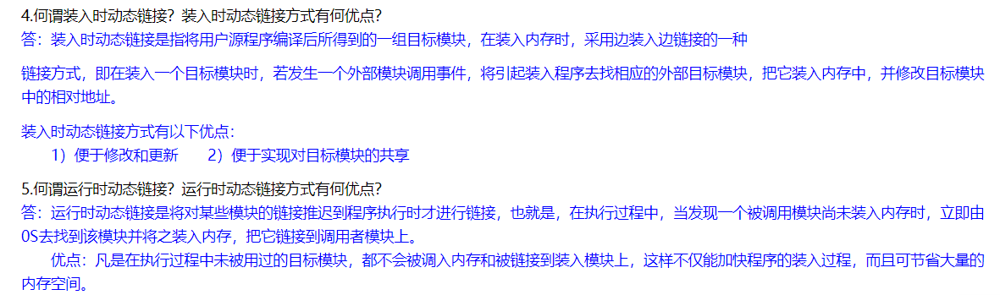 4.何谓装入时动态链接？装入时动态链接方式有何优点？
答：装入时动态链接是指将用户源程序编译后所得到的一组目标模块，在装入内存时，采用边装入边链接的一种
链接方式，即在装入一个目标模块时，若发生一个外部模块调用事件，将引起装入程序去找相应的外部目标模块，把它装入内存中，并修改目标模块
中的相对地址。
装入时动态链接方式有以下优点：
1）便于修改和更新 2）便于实现对目标模块的共享
5.何谓运行时动态链接？运行时动态链接方式有何优点？
答：运行时动态链接是将对某些模块的链接推迟到程序执行时才进行链接，也就是，在执行过程中，当发现一个被调用模块尚未装入内存时，立即由
0S去找到该模块并将之装入内存，把它链接到调用者模块上。
优点：凡是在执行过程中未被用过的目标模块，都不会被调入内存和被链接到装入模块上，这样不仅能加快程序的装入过程，而且可节省大量的
内存空间。